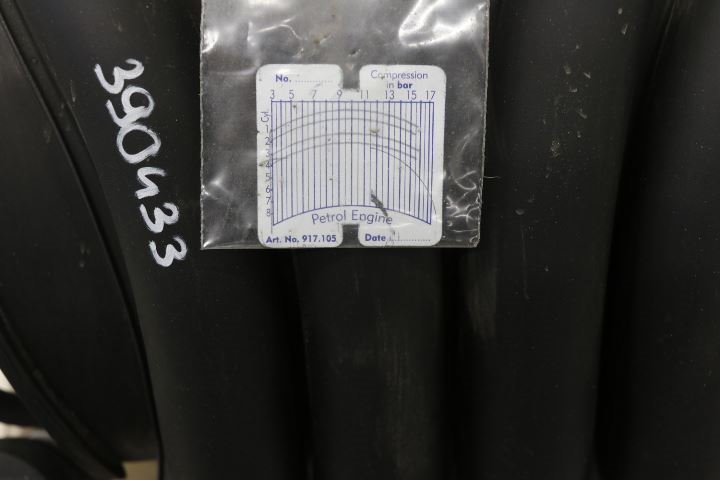 390433
No. ............
Compression
in bar
3 5 7 9 11 13 15 17
1
2
3
4
5
6
7
8
Petrol Engine
Art. No. 917.105
Date ............